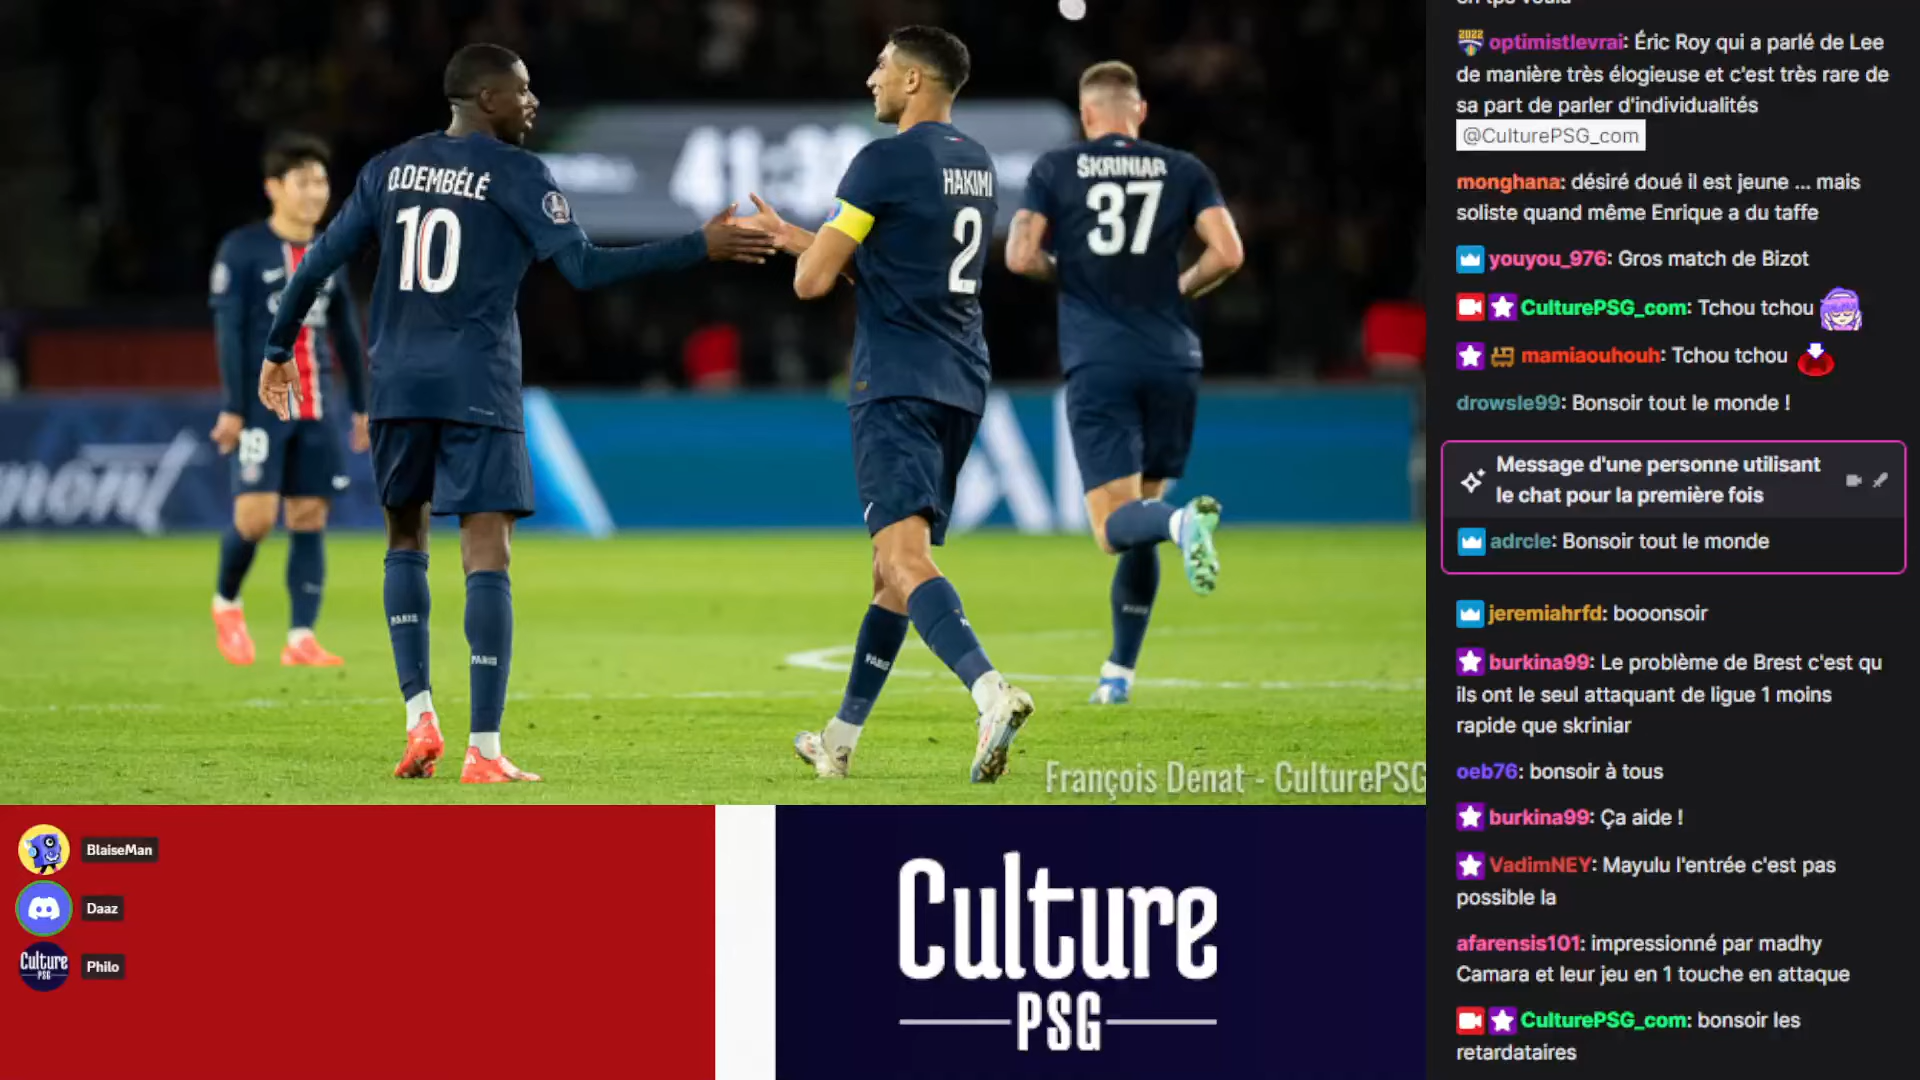 O.DEMBÉLÉ
10
HAKIMI
2
ŠKRINIAR
37
19
PARIS
PARIS
PARIS
PARIS
François Denat - CulturePSG
BlaiseMan
Daaz
Culture
PSG
Philo
Culture
PSG
optimistlevrai: Éric Roy qui a parlé de Lee
de manière très élogieuse et c'est très rare de
sa part de parler d'individualités
@CulturePSG_com
monghana: désiré doué il est jeune ... mais
soliste quand même Enrique a du taffe
youyou_976: Gros match de Bizot
CulturePSG_com: Tchou tchou
mamiaouhouh: Tchou tchou
drowsle99: Bonsoir tout le monde !
Message d'une personne utilisant
le chat pour la première fois
adrcle: Bonsoir tout le monde
jeremiahrfd: booonsoir
burkina99: Le problème de Brest c'est qu
ils ont le seul attaquant de ligue 1 moins
rapide que skriniar
oeb76: bonsoir à tous
burkina99: Ça aide !
VadimNEY: Mayulu l'entrée c'est pas
possible la
afarensis101: impressionné par madhy
Camara et leur jeu en 1 touche en attaque
CulturePSG_com: bonsoir les
retardataires